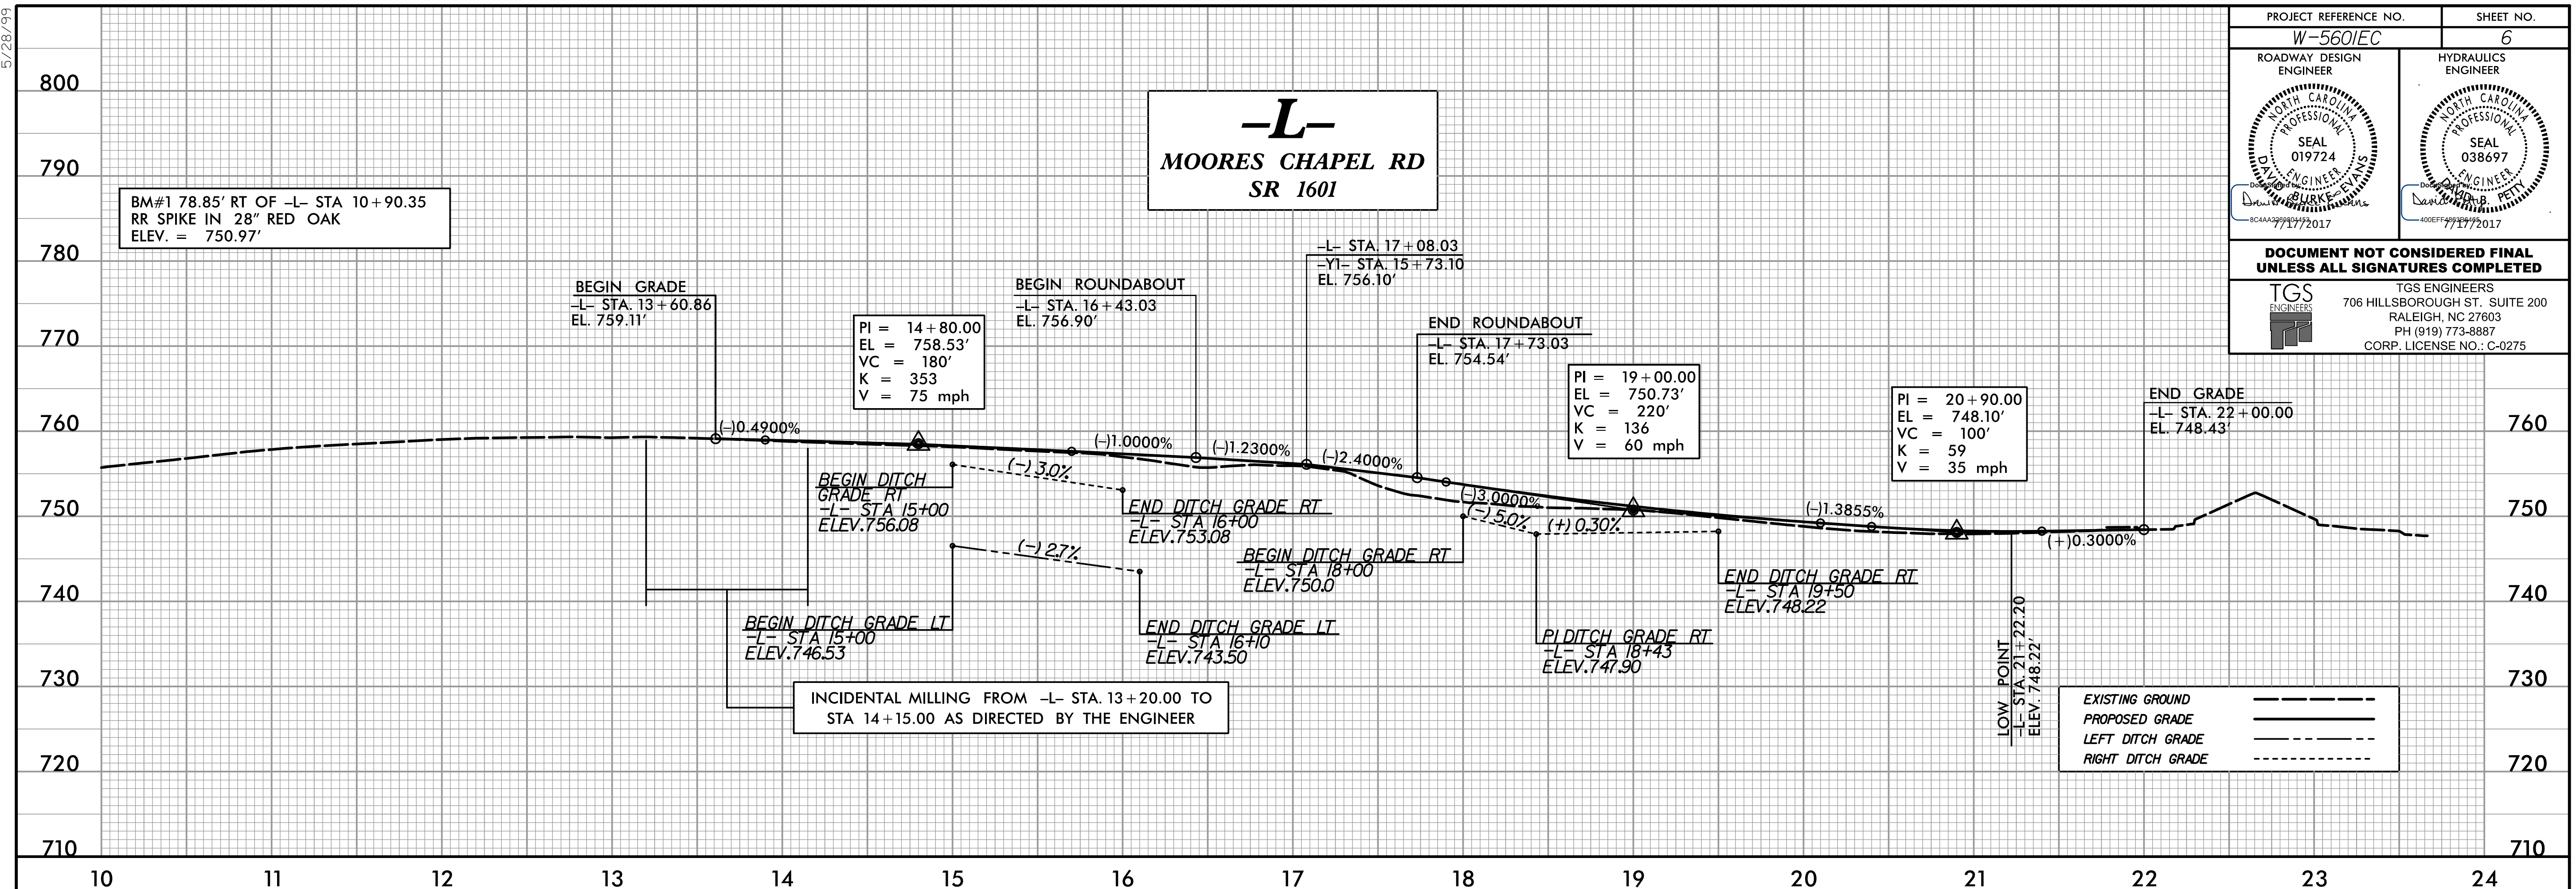 5/28/99
PROJECT REFERENCE NO.
SHEET NO.
W-5601EC
6
ROADWAY DESIGN
ENGINEER
HYDRAULICS
ENGINEER
NORTH CAROLINA
PROFESSIONAL
SEAL
019724
ENGINEER
DAVID BURKE EVANS
7/17/2017
NORTH CAROLINA
PROFESSIONAL
SEAL
038697
ENGINEER
DAVID B. PETTY
7/17/2017
DOCUMENT NOT CONSIDERED FINAL
UNLESS ALL SIGNATURES COMPLETED
TGS
ENGINEERS
TGS ENGINEERS
706 HILLSBOROUGH ST. SUITE 200
RALEIGH, NC 27603
PH (919) 773-8887
CORP. LICENSE NO.: C-0275
–L–
MOORES CHAPEL RD
SR 1601
BM#1 78.85' RT OF –L– STA 10+90.35
RR SPIKE IN 28" RED OAK
ELEV. = 750.97'
BEGIN GRADE
–L– STA. 13+60.86
EL. 759.11'
PI = 14+80.00
EL = 758.53'
VC = 180'
K = 353
V = 75 mph
BEGIN ROUNDABOUT
–L– STA. 16+43.03
EL. 756.90'
–L– STA. 17+08.03
–Y1– STA. 15+73.10
EL. 756.10'
END ROUNDABOUT
–L– STA. 17+73.03
EL. 754.54'
PI = 19+00.00
EL = 750.73'
VC = 220'
K = 136
V = 60 mph
PI = 20+90.00
EL = 748.10'
VC = 100'
K = 59
V = 35 mph
END GRADE
–L– STA. 22+00.00
EL. 748.43'
(–)0.4900%
(–)1.0000%
(–)1.2300%
(–)2.4000%
(–)3.0000%
(–)1.3855%
(+)0.3000%
BEGIN DITCH
GRADE RT
-L- STA 15+00
ELEV.756.08
(-) 3.0%
END DITCH GRADE RT
-L- STA 16+00
ELEV.753.08
(-) 2.7%
BEGIN DITCH GRADE LT
-L- STA 15+00
ELEV.746.53
END DITCH GRADE LT
-L- STA 16+10
ELEV.743.50
BEGIN DITCH GRADE RT
-L- STA 18+00
ELEV.750.0
(-) 5.0%
(+) 0.30%
PI DITCH GRADE RT
-L- STA 18+43
ELEV.747.90
END DITCH GRADE RT
-L- STA 19+50
ELEV.748.22
LOW POINT
–L– STA. 21+22.20
ELEV. 748.22'
INCIDENTAL MILLING FROM –L– STA. 13+20.00 TO
STA 14+15.00 AS DIRECTED BY THE ENGINEER
EXISTING GROUND
PROPOSED GRADE
LEFT DITCH GRADE
RIGHT DITCH GRADE
800
790
780
770
760
750
740
730
720
710
760
750
740
730
720
710
10 11 12 13 14 15 16 17 18 19 20 21 22 23 24